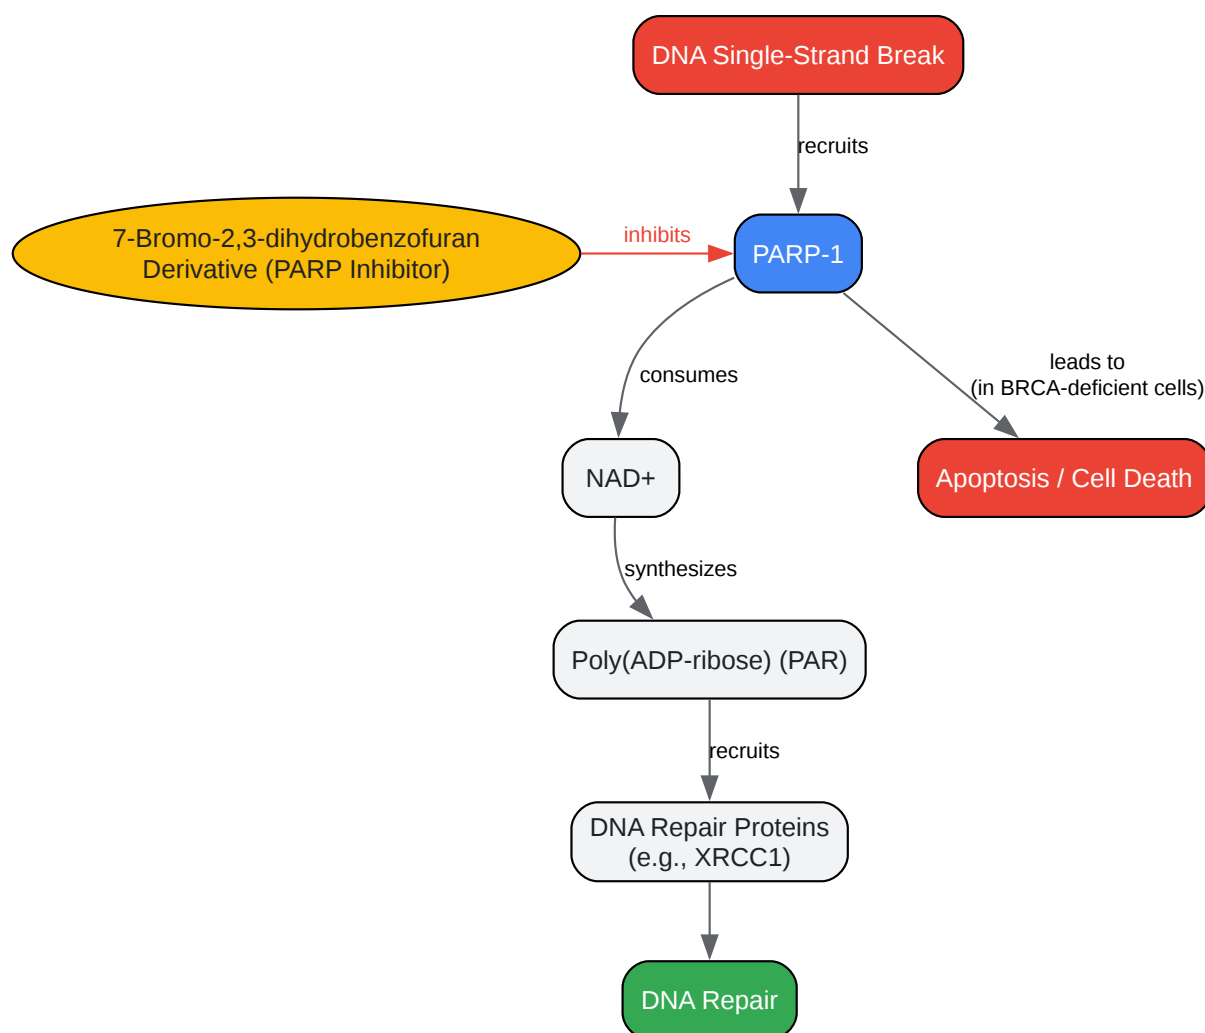 DNA Single-Strand Break
recruits
7-Bromo-2,3-dihydrobenzofuran
Derivative (PARP Inhibitor)
inhibits
PARP-1
consumes
leads to
(in BRCA-deficient cells)
NAD+
Apoptosis / Cell Death
synthesizes
Poly(ADP-ribose) (PAR)
recruits
DNA Repair Proteins
(e.g., XRCC1)
DNA Repair